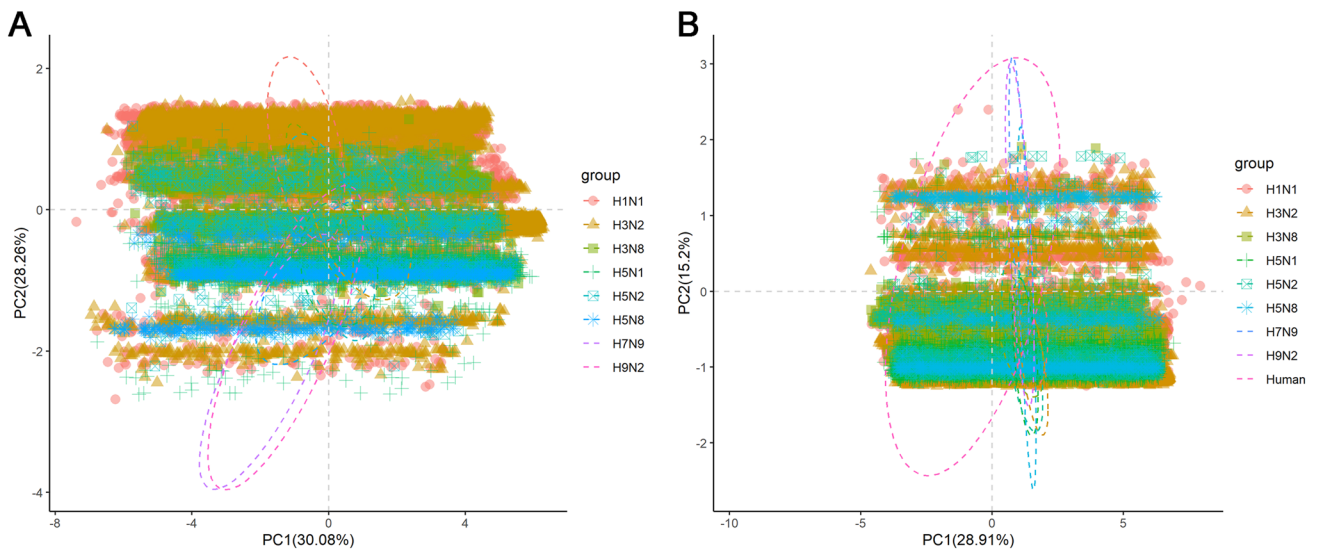 A
PC2(28.26%)
2
0
-2
-4
-8
-4
0
4
PC1(30.08%)
group
H1N1
H3N2
H3N8
H5N1
H5N2
H5N8
H7N9
H9N2
B
PC2(15.2%)
3
2
1
0
-1
-2
-10
-5
0
5
PC1(28.91%)
group
H1N1
H3N2
H3N8
H5N1
H5N2
H5N8
H7N9
H9N2
Human